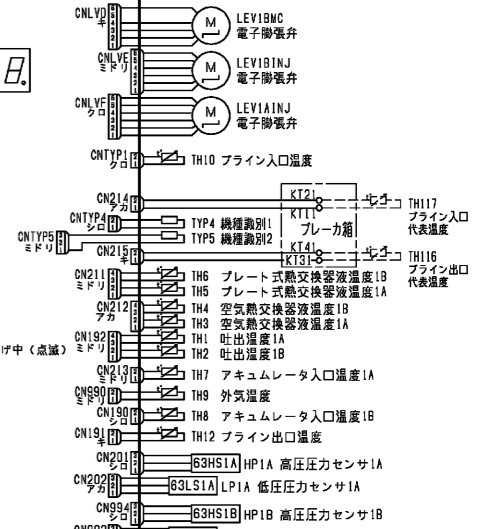 CNLVD
キ
M
LEV1BMC
電子膨張弁
CNLVE
ミドリ
M
LEV1BINJ
電子膨張弁
8.
CNLVF
クロ
M
LEV1AINJ
電子膨張弁
CNTYP1
クロ
TH10 ブライン入口温度
CN214
アカ
KT21
KT11
ブレーカ箱
TH117
ブライン入口
代表温度
CNTYP4
シロ
TYP4 機種識別1
CNTYP5
ミドリ
TYP5 機種識別2
CN215
キ
KT41
KT31
TH116
ブライン出口
代表温度
CN211
ミドリ
TH6 プレート式熱交換器液温度1B
TH5 プレート式熱交換器液温度1A
CN212
アカ
TH4 空気熱交換器液温度1B
TH3 空気熱交換器液温度1A
げ中(点滅)
CN192
ミドリ
TH1 吐出温度1A
TH2 吐出温度1B
CN213
ミドリ
TH7 アキュムレータ入口温度1A
CN990
ミドリ
TH9 外気温度
CN190
シロ
TH8 アキュムレータ入口温度1B
CN191
キ
TH12 ブライン出口温度
CN201
シロ
63HS1A HP1A 高圧圧力センサ1A
CN202
アカ
63LS1A LP1A 低圧圧力センサ1A
CN994
シロ
63HS1B HP1B 高圧圧力センサ1B